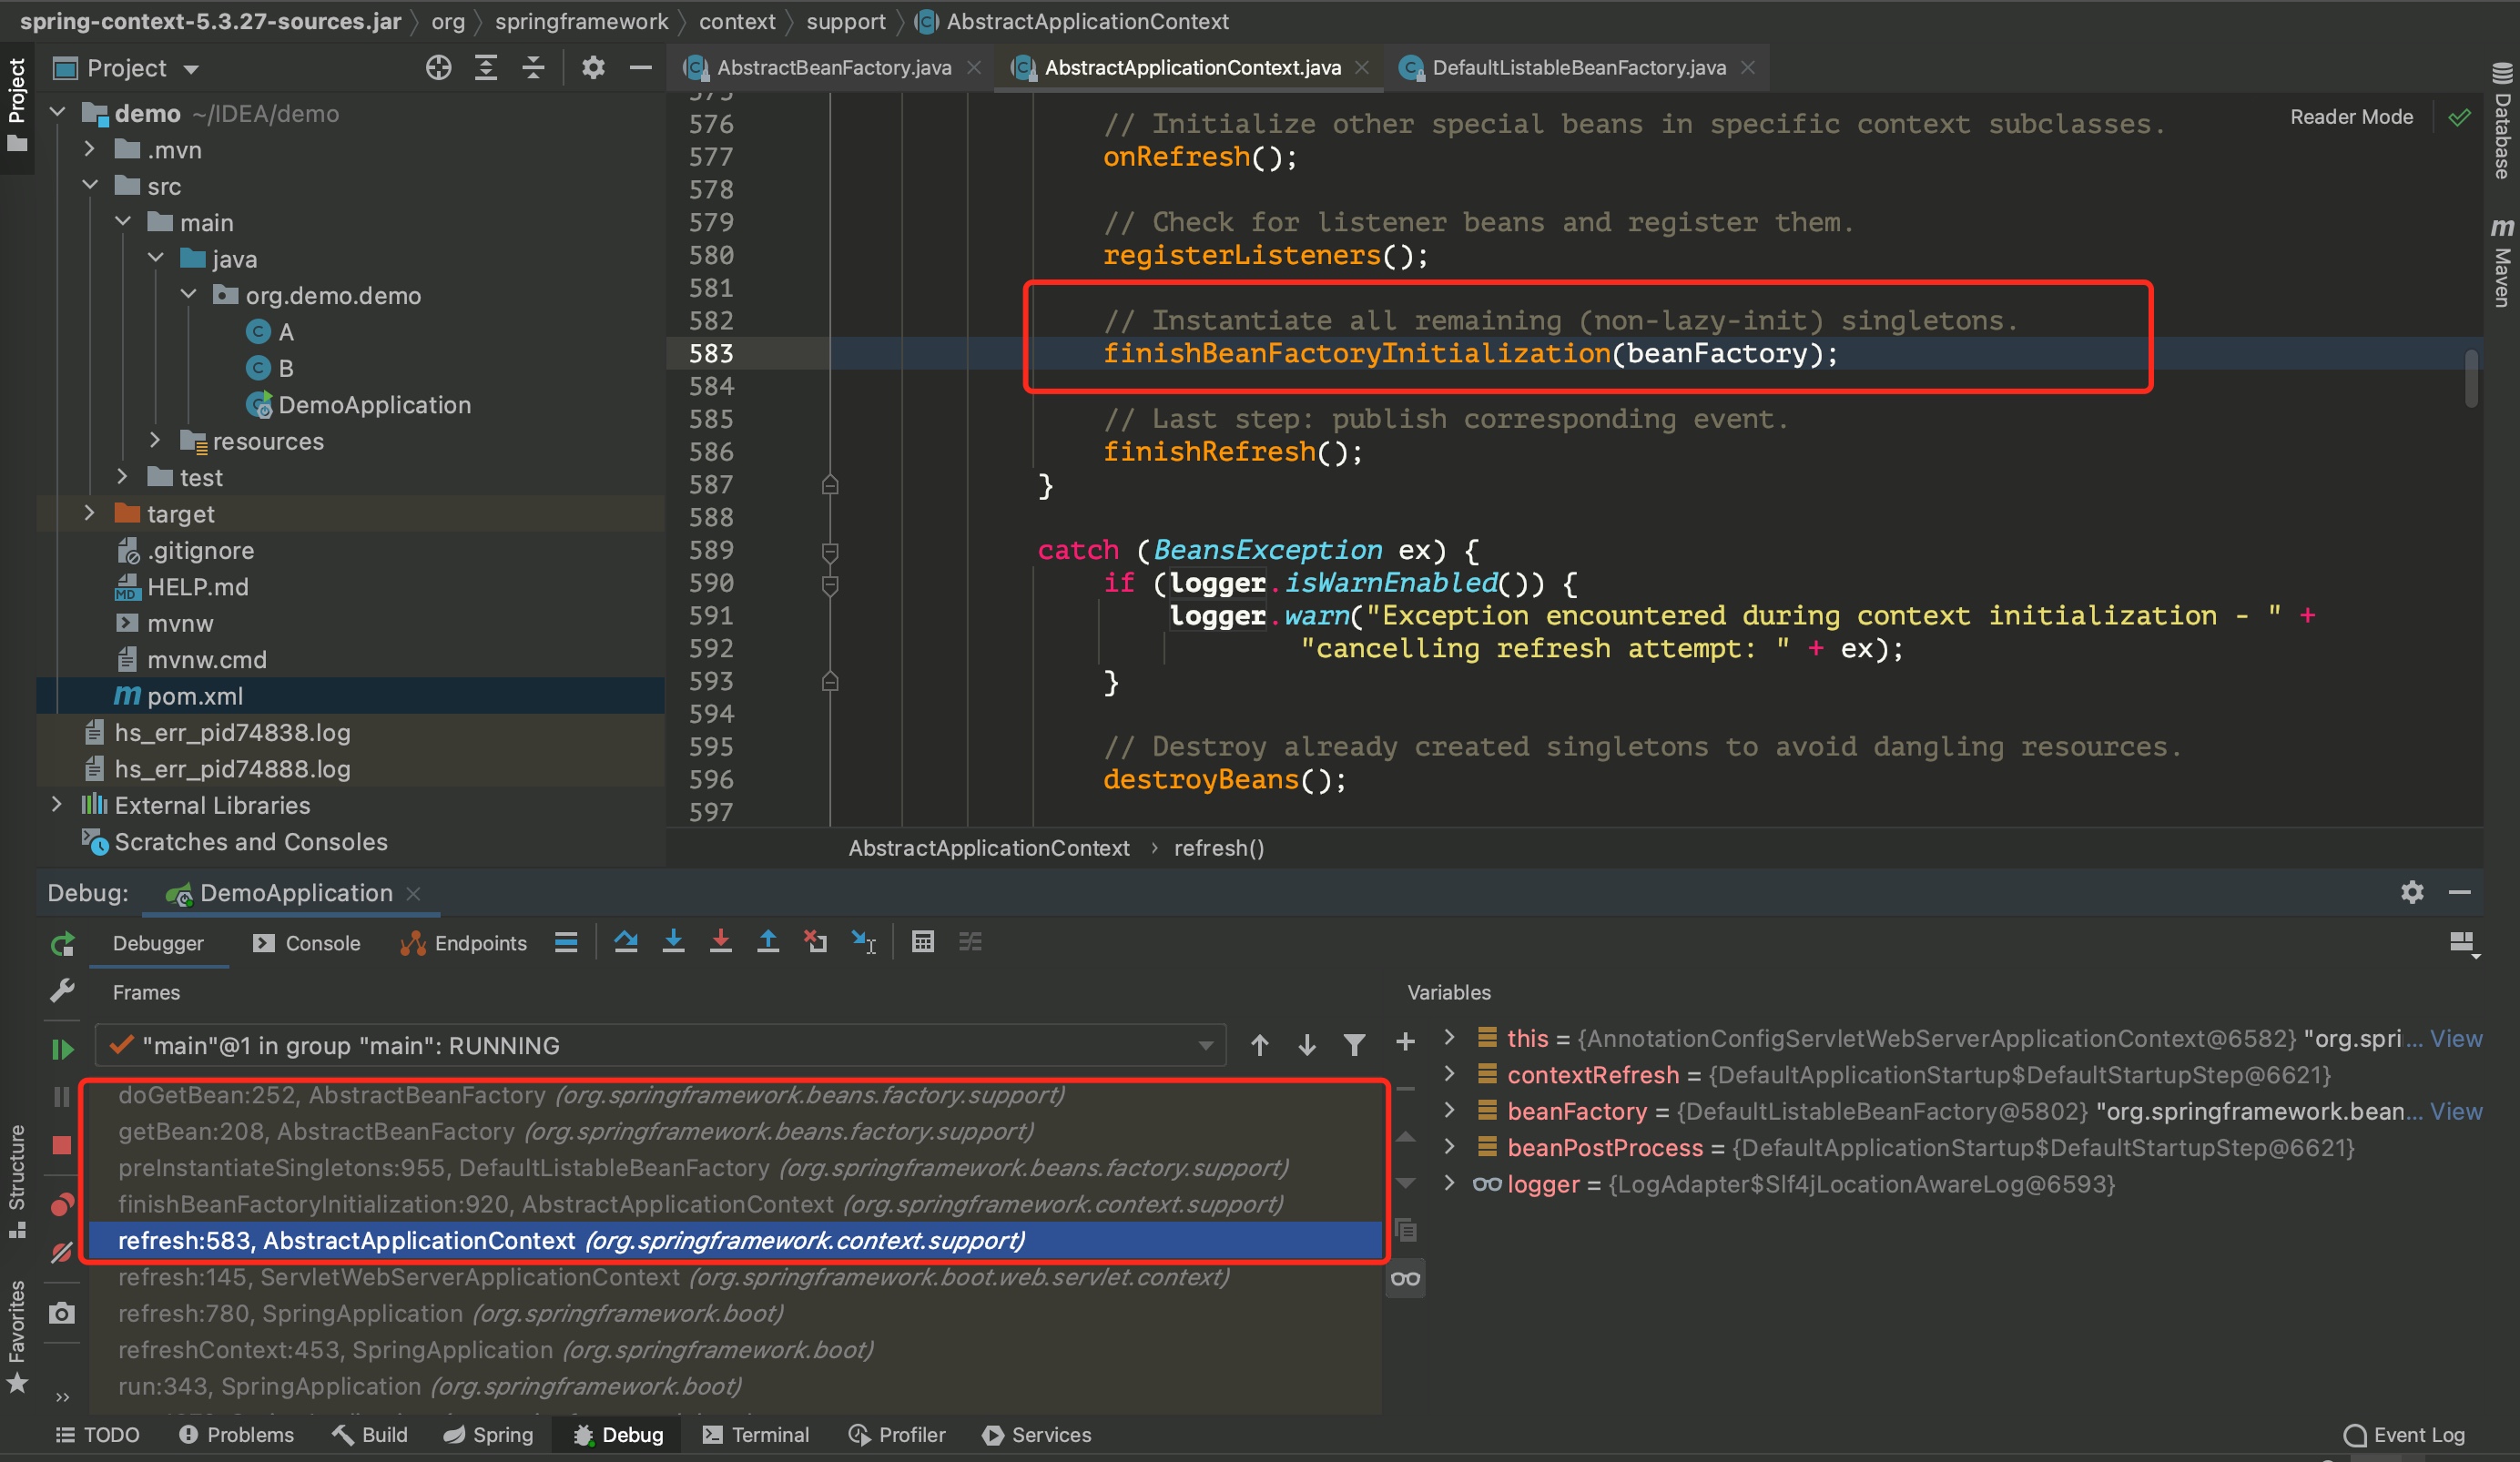 spring-context-5.3.27-sources.jar › org › springframework › context › support › AbstractApplicationContext
Project
Project
AbstractBeanFactory.java
AbstractApplicationContext.java
DefaultListableBeanFactory.java
demo ~/IDEA/demo
.mvn
src
main
java
org.demo.demo
A
B
DemoApplication
resources
test
target
.gitignore
HELP.md
mvnw
mvnw.cmd
pom.xml
hs_err_pid74838.log
hs_err_pid74888.log
External Libraries
Scratches and Consoles
Reader Mode
Database
Maven
576 // Initialize other special beans in specific context subclasses.
577 onRefresh();
578
579 // Check for listener beans and register them.
580 registerListeners();
581
582 // Instantiate all remaining (non-lazy-init) singletons.
583 finishBeanFactoryInitialization(beanFactory);
584
585 // Last step: publish corresponding event.
586 finishRefresh();
587 }
588
589 catch (BeansException ex) {
590 if (logger.isWarnEnabled()) {
591 logger.warn("Exception encountered during context initialization - " +
592 "cancelling refresh attempt: " + ex);
593 }
594
595 // Destroy already created singletons to avoid dangling resources.
596 destroyBeans();
597
AbstractApplicationContext › refresh()
Debug: DemoApplication
Debugger Console Endpoints
Frames
"main"@1 in group "main": RUNNING
doGetBean:252, AbstractBeanFactory (org.springframework.beans.factory.support)
getBean:208, AbstractBeanFactory (org.springframework.beans.factory.support)
preInstantiateSingletons:955, DefaultListableBeanFactory (org.springframework.beans.factory.support)
finishBeanFactoryInitialization:920, AbstractApplicationContext (org.springframework.context.support)
refresh:583, AbstractApplicationContext (org.springframework.context.support)
refresh:145, ServletWebServerApplicationContext (org.springframework.boot.web.servlet.context)
refresh:780, SpringApplication (org.springframework.boot)
refreshContext:453, SpringApplication (org.springframework.boot)
run:343, SpringApplication (org.springframework.boot)
Variables
this = {AnnotationConfigServletWebServerApplicationContext@6582} "org.spri... View
contextRefresh = {DefaultApplicationStartup$DefaultStartupStep@6621}
beanFactory = {DefaultListableBeanFactory@5802} "org.springframework.bean... View
beanPostProcess = {DefaultApplicationStartup$DefaultStartupStep@6621}
logger = {LogAdapter$Slf4jLocationAwareLog@6593}
Structure
Favorites
TODO Problems Build Spring Debug Terminal Profiler Services Event Log